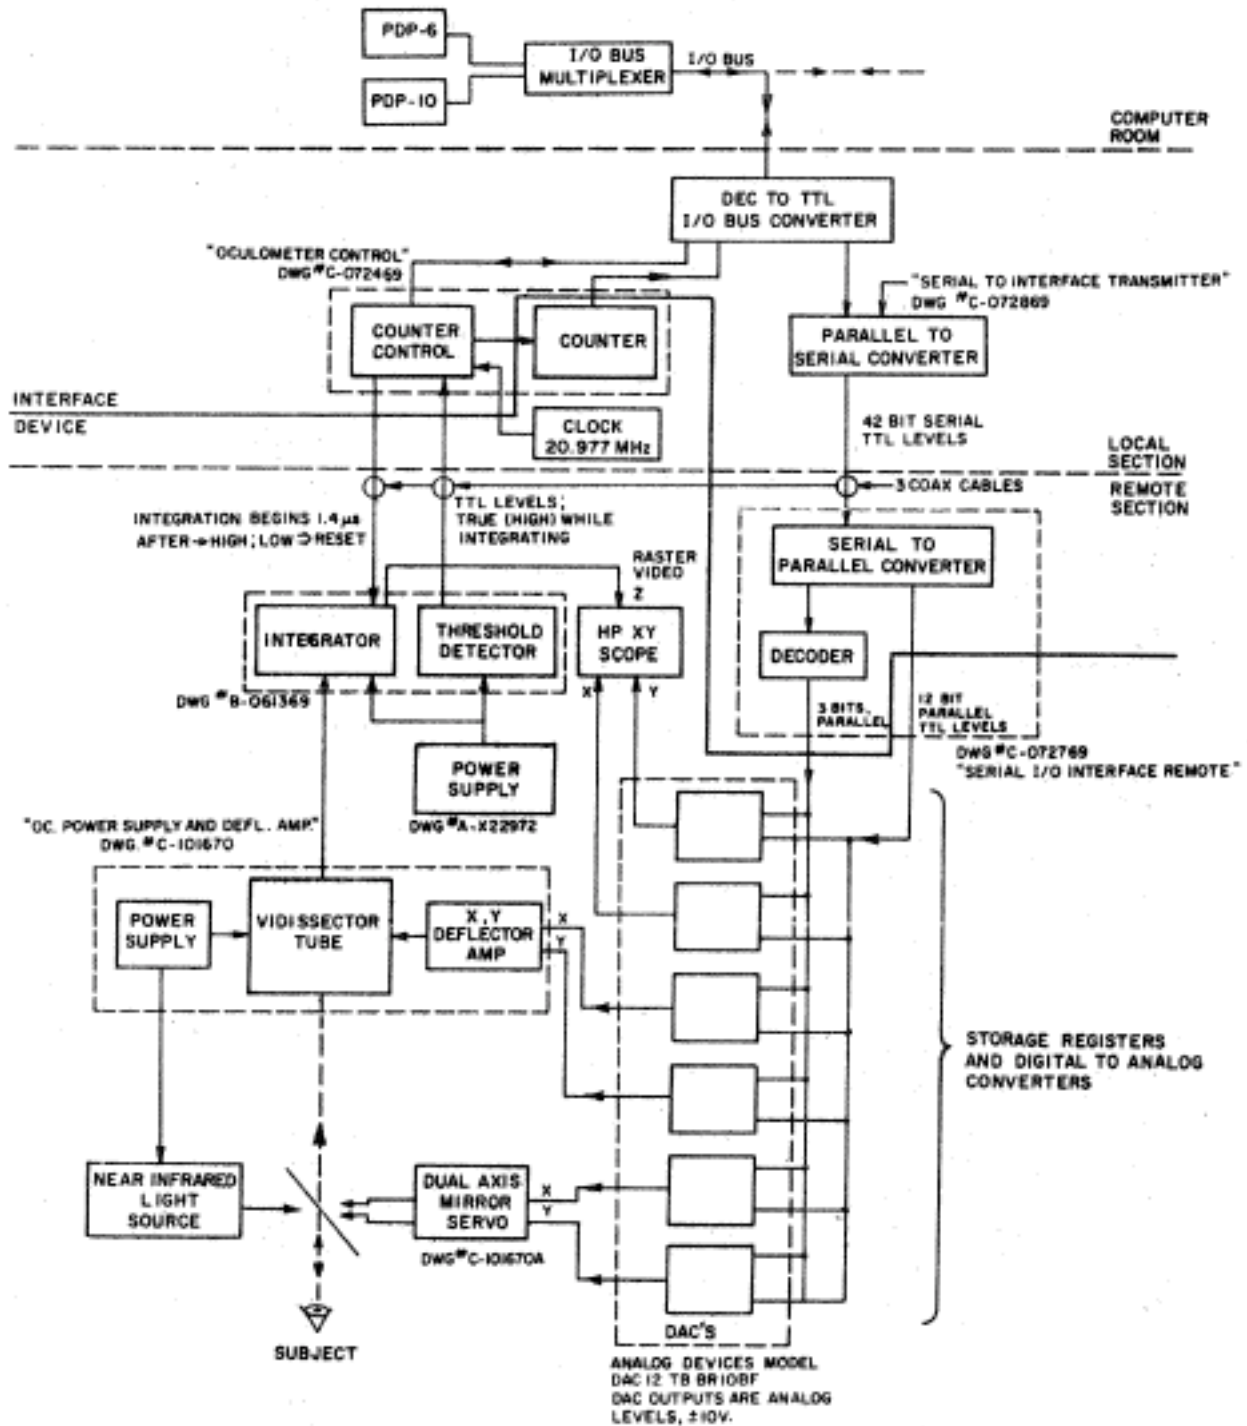 PDP-6
I/O BUS
MULTIPLEXER
I/O BUS
PDP-10
COMPUTER
ROOM
DEC TO TTL
I/O BUS CONVERTER
"OCULOMETER CONTROL"
DWG #C-072469
"SERIAL TO INTERFACE TRANSMITTER"
DWG #C-072869
COUNTER
CONTROL
COUNTER
PARALLEL TO
SERIAL CONVERTER
INTERFACE
DEVICE
CLOCK
20.977 MHz
42 BIT SERIAL
TTL LEVELS
LOCAL
SECTION
REMOTE
SECTION
3 COAX CABLES
INTEGRATION BEGINS 1.4 µs
AFTER → HIGH; LOW ⊃ RESET
TTL LEVELS;
TRUE (HIGH) WHILE
INTEGRATING
SERIAL TO
PARALLEL CONVERTER
RASTER
VIDEO
Z
INTEGRATOR
THRESHOLD
DETECTOR
HP XY
SCOPE
DECODER
X
Y
DWG #B-061369
3 BITS,
PARALLEL
12 BIT
PARALLEL
TTL LEVELS
DWG #C-072769
"SERIAL I/O INTERFACE REMOTE"
POWER
SUPPLY
DWG #A-X22972
"OC. POWER SUPPLY AND DEFL. AMP."
DWG. #C-101670
POWER
SUPPLY
VIDISSECTOR
TUBE
X, Y
DEFLECTOR
AMP
X
Y
STORAGE REGISTERS
AND DIGITAL TO ANALOG
CONVERTERS
NEAR INFRARED
LIGHT
SOURCE
DUAL AXIS
MIRROR
SERVO
X
Y
DWG #C-101670A
SUBJECT
DAC'S
ANALOG DEVICES MODEL
DAC 12 TB BR10BF
DAC OUTPUTS ARE ANALOG
LEVELS, ±10V.